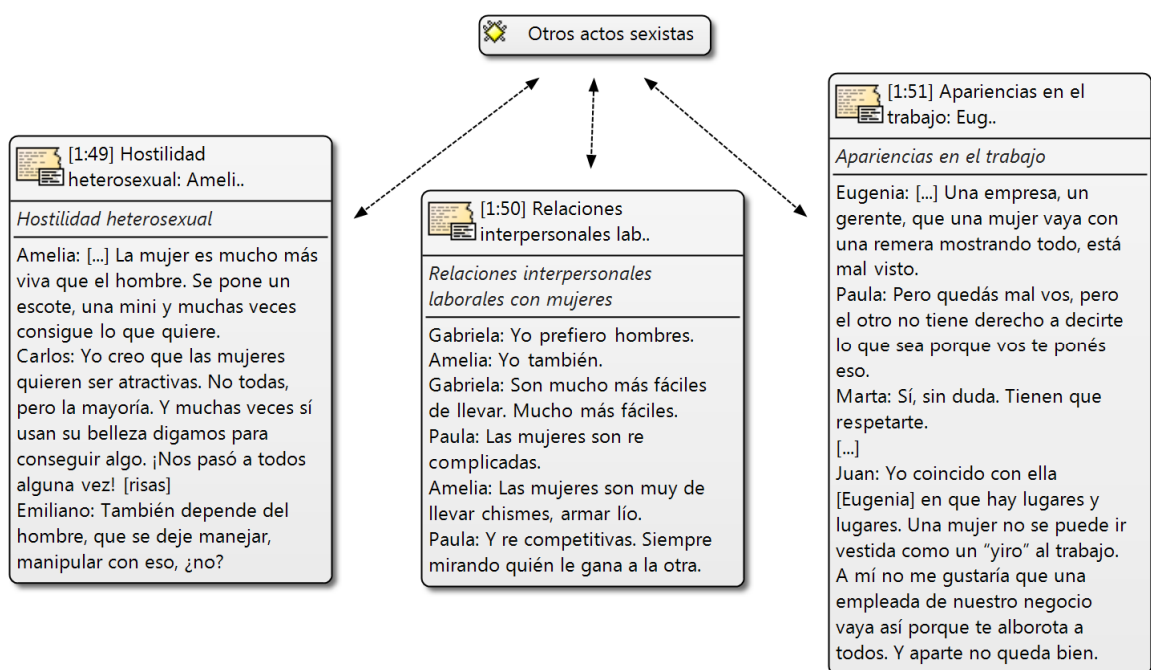 Otros actos sexistas
[1:49] Hostilidad
heterosexual: Ameli..
Hostilidad heterosexual
Amelia: [...] La mujer es mucho más
viva que el hombre. Se pone un
escote, una mini y muchas veces
consigue lo que quiere.
Carlos: Yo creo que las mujeres
quieren ser atractivas. No todas,
pero la mayoría. Y muchas veces sí
usan su belleza digamos para
conseguir algo. ¡Nos pasó a todos
alguna vez! [risas]
Emiliano: También depende del
hombre, que se deje manejar,
manipular con eso, ¿no?
[1:50] Relaciones
interpersonales lab..
Relaciones interpersonales
laborales con mujeres
Gabriela: Yo prefiero hombres.
Amelia: Yo también.
Gabriela: Son mucho más fáciles
de llevar. Mucho más fáciles.
Paula: Las mujeres son re
complicadas.
Amelia: Las mujeres son muy de
llevar chismes, armar lío.
Paula: Y re competitivas. Siempre
mirando quién le gana a la otra.
[1:51] Apariencias en el
trabajo: Eug..
Apariencias en el trabajo
Eugenia: [...] Una empresa, un
gerente, que una mujer vaya con
una remera mostrando todo, está
mal visto.
Paula: Pero quedás mal vos, pero
el otro no tiene derecho a decirte
lo que sea porque vos te ponés
eso.
Marta: Sí, sin duda. Tienen que
respetarte.
[...]
Juan: Yo coincido con ella
[Eugenia] en que hay lugares y
lugares. Una mujer no se puede ir
vestida como un “yiro” al trabajo.
A mí no me gustaría que una
empleada de nuestro negocio
vaya así porque te alborota a
todos. Y aparte no queda bien.